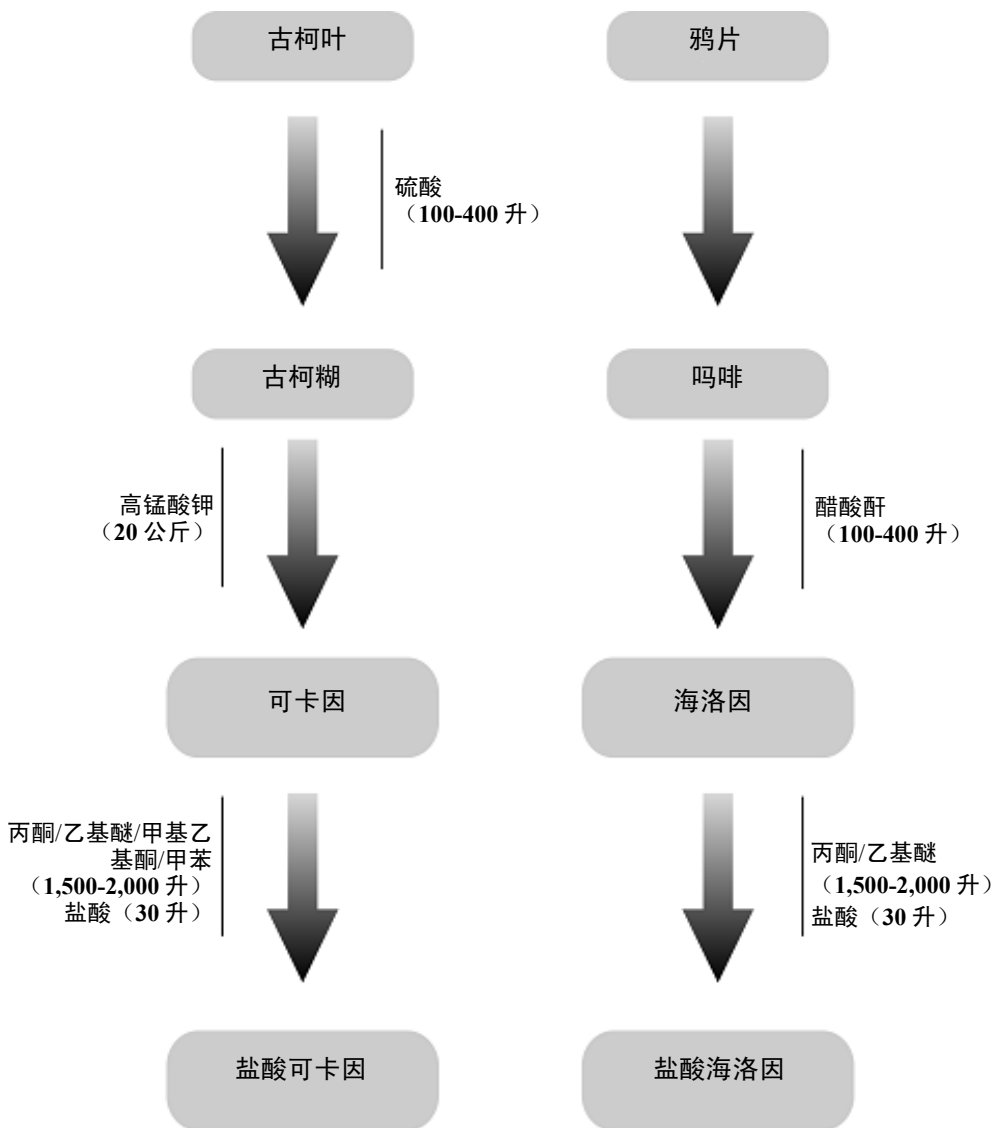 古柯叶
鸦片
硫酸
（100-400 升）
古柯糊
吗啡
高锰酸钾
（20 公斤）
醋酸酐
（100-400 升）
可卡因
海洛因
丙酮/乙基醚/甲基乙
基酮/甲苯
（1,500-2,000 升）
盐酸（30 升）
丙酮/乙基醚
（1,500-2,000 升）
盐酸（30 升）
盐酸可卡因
盐酸海洛因